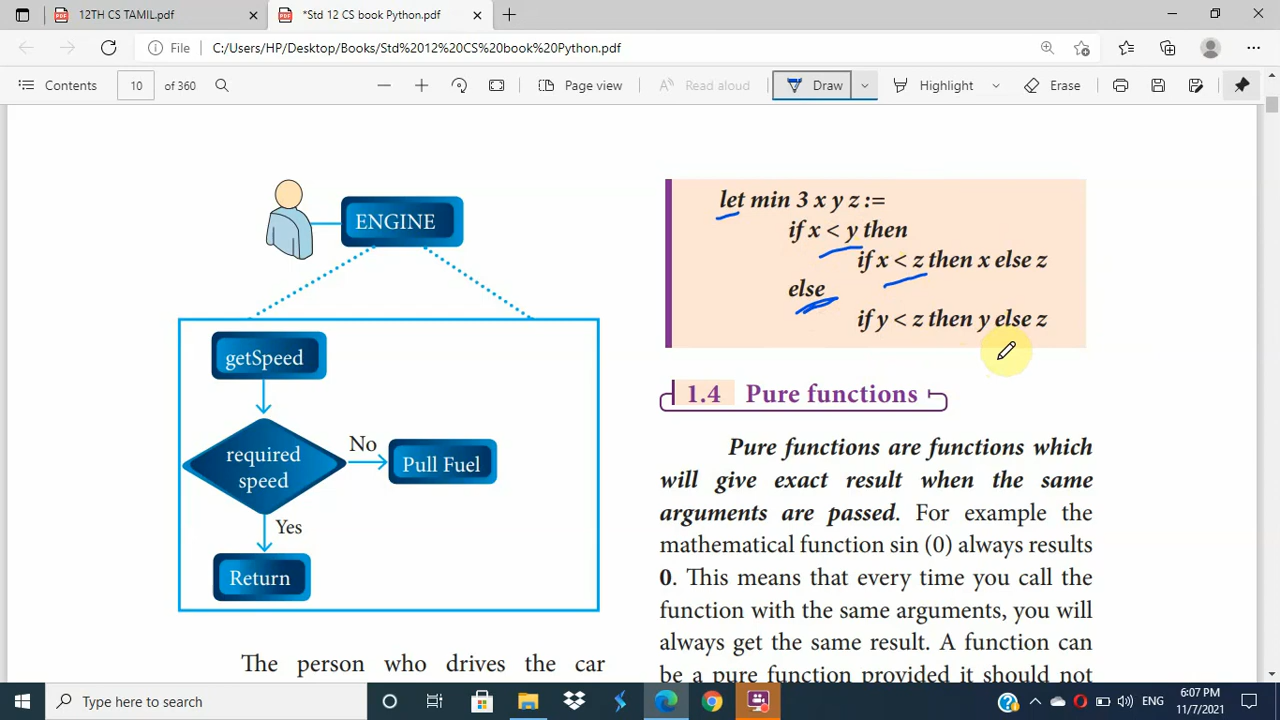 12TH CS TAMIL.pdf
*Std 12 CS book Python.pdf
File
C:/Users/HP/Desktop/Books/Std%2012%20CS%20book%20Python.pdf
Contents
10 of 360
Page view
Read aloud
Draw
Highlight
Erase
ENGINE
getSpeed
required
speed
No
Pull Fuel
Yes
Return
The person who drives the car
let min 3 x y z :=
if x < y then
if x < z then x else z
else
if y < z then y else z
1.4 Pure functions
Pure functions are functions which
will give exact result when the same
arguments are passed. For example the
mathematical function sin (0) always results
0. This means that every time you call the
function with the same arguments, you will
always get the same result. A function can
be a pure function provided it should not
Type here to search
ENG
6:07 PM
11/7/2021